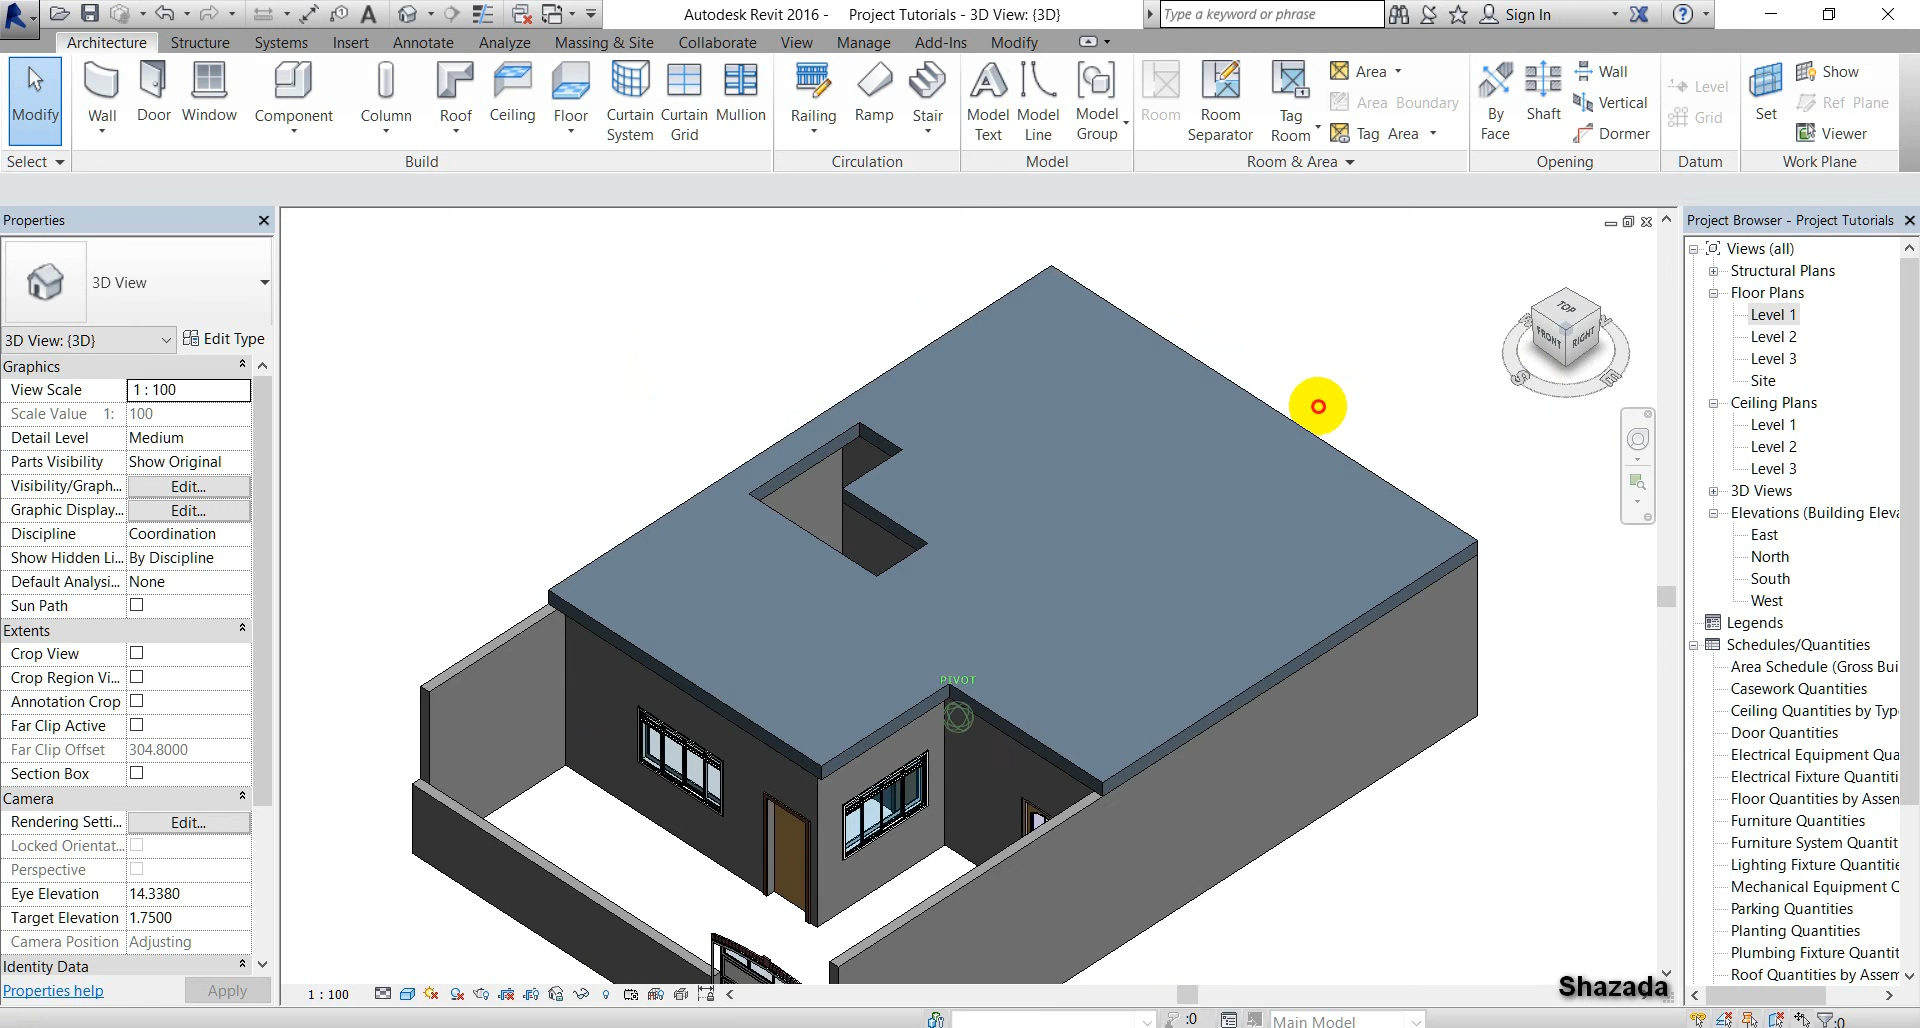 Autodesk Revit 2016 - Project Tutorials - 3D View: {3D}
Type a keyword or phrase
Sign In
Architecture Structure Systems Insert Annotate Analyze Massing & Site Collaborate View Manage Add-Ins Modify
Modify Wall Door Window Component Column Roof Ceiling Floor Curtain System Curtain Grid Mullion Railing Ramp Stair Model Text Model Line Model Group Room Room Separator Tag Room
Area
Area Boundary
Tag Area
By Face Shaft
Wall
Vertical
Dormer
Level
Grid
Set
Show
Ref Plane
Viewer
Select Build Circulation Model Room & Area Opening Datum Work Plane
Properties
3D View
3D View: {3D} Edit Type
Graphics
View Scale 1 : 100
Scale Value 1: 100
Detail Level Medium
Parts Visibility Show Original
Visibility/Graph... Edit...
Graphic Display... Edit...
Discipline Coordination
Show Hidden Li... By Discipline
Default Analysi... None
Sun Path
Extents
Crop View
Crop Region Vi...
Annotation Crop
Far Clip Active
Far Clip Offset 304.8000
Section Box
Camera
Rendering Setti... Edit...
Locked Orientat...
Perspective
Eye Elevation 14.3380
Target Elevation 1.7500
Camera Position Adjusting
Identity Data
Properties help Apply
TOP
FRONT RIGHT
S E
PIVOT
1 : 100
Shazada
:0 Main Model :0
Project Browser - Project Tutorials
Views (all)
Structural Plans
Floor Plans
Level 1
Level 2
Level 3
Site
Ceiling Plans
Level 1
Level 2
Level 3
3D Views
Elevations (Building Eleva
East
North
South
West
Legends
Schedules/Quantities
Area Schedule (Gross Bui
Casework Quantities
Ceiling Quantities by Typ
Door Quantities
Electrical Equipment Qua
Electrical Fixture Quantiti
Floor Quantities by Assen
Furniture Quantities
Furniture System Quantit
Lighting Fixture Quantitie
Mechanical Equipment C
Parking Quantities
Planting Quantities
Plumbing Fixture Quantit
Roof Quantities by Assem